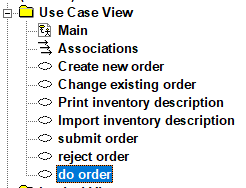 Use Case View
Main
Associations
Create new order
Change existing order
Print inventory description
Import inventory description
submit order
reject order
do order